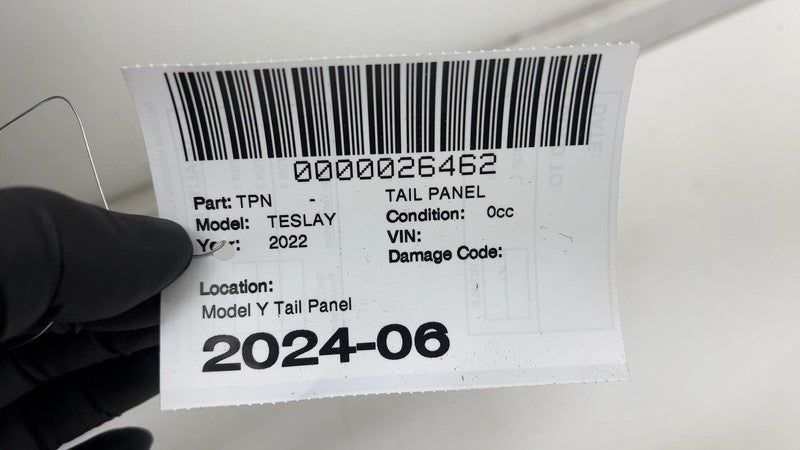 0000026462
Part: TPN - TAIL PANEL
Model: TESLAY Condition: 0cc
Year: 2022 VIN:
Damage Code:
Location:
Model Y Tail Panel
2024-06